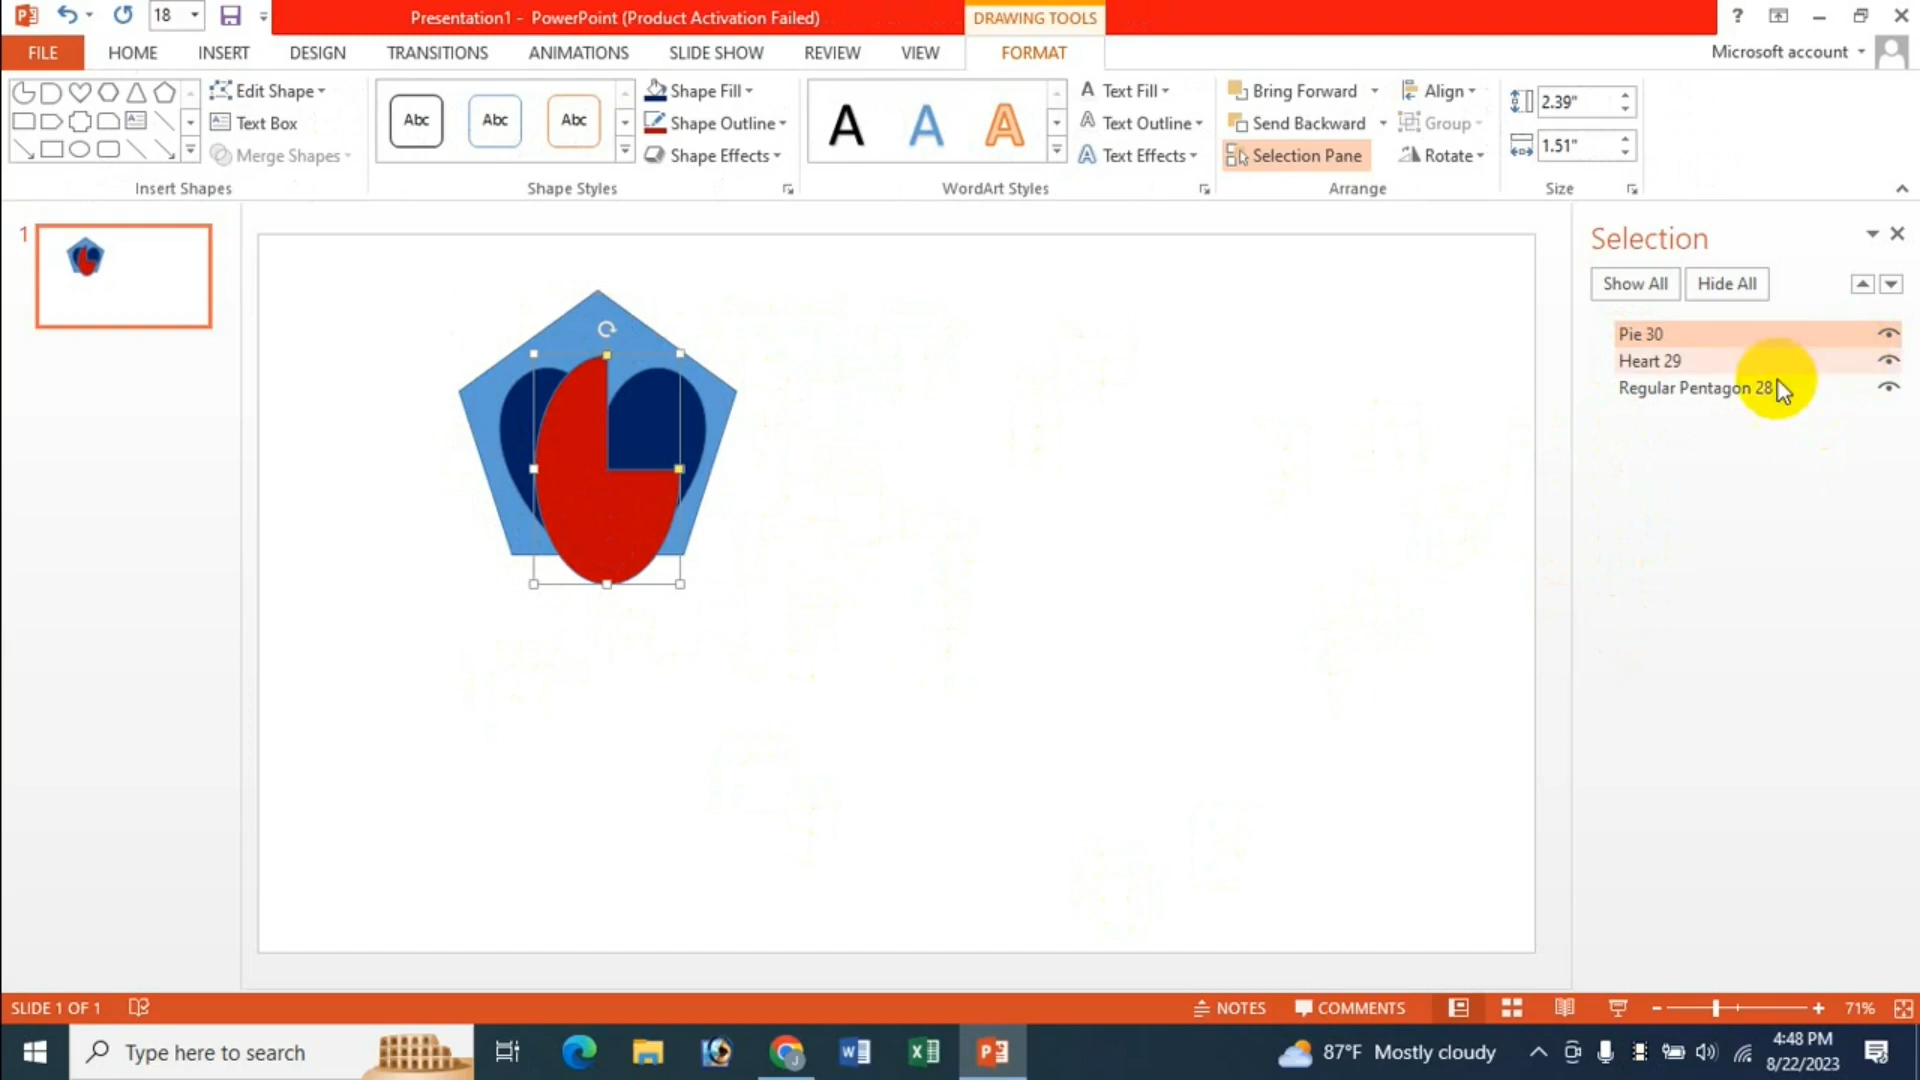 18
Presentation1 - PowerPoint (Product Activation Failed)
DRAWING TOOLS
?
FILE
HOME
INSERT
DESIGN
TRANSITIONS
ANIMATIONS
SLIDE SHOW
REVIEW
VIEW
FORMAT
Microsoft account
Edit Shape
Text Box
Merge Shapes
Insert Shapes
Abc
Abc
Abc
Shape Fill
Shape Outline
Shape Effects
Shape Styles
A
A
A
Text Fill
Text Outline
Text Effects
WordArt Styles
Bring Forward
Send Backward
Selection Pane
Align
Group
Rotate
Arrange
2.39"
1.51"
Size
1
Selection
Show All
Hide All
Pie 30
Heart 29
Regular Pentagon 28
SLIDE 1 OF 1
NOTES
COMMENTS
71%
Type here to search
87°F Mostly cloudy
4:48 PM
8/22/2023